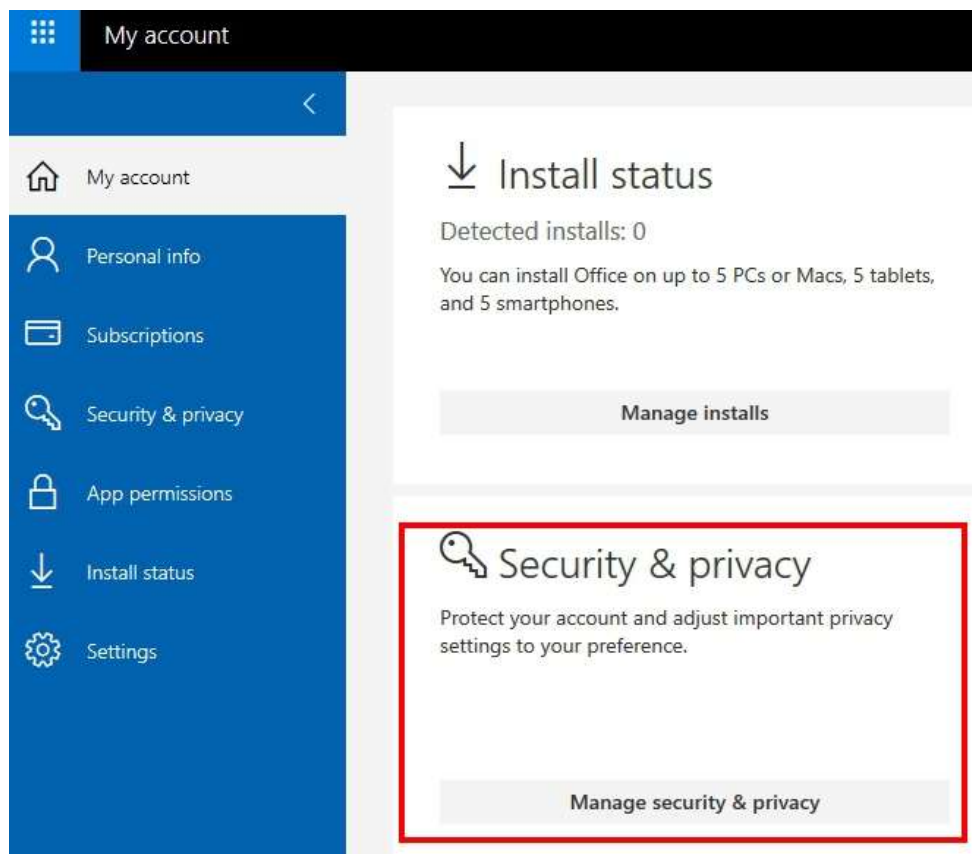 My account
My account
Personal info
Subscriptions
Security & privacy
App permissions
Install status
Settings
Install status
Detected installs: 0
You can install Office on up to 5 PCs or Macs, 5 tablets,
and 5 smartphones.
Manage installs
Security & privacy
Protect your account and adjust important privacy
settings to your preference.
Manage security & privacy